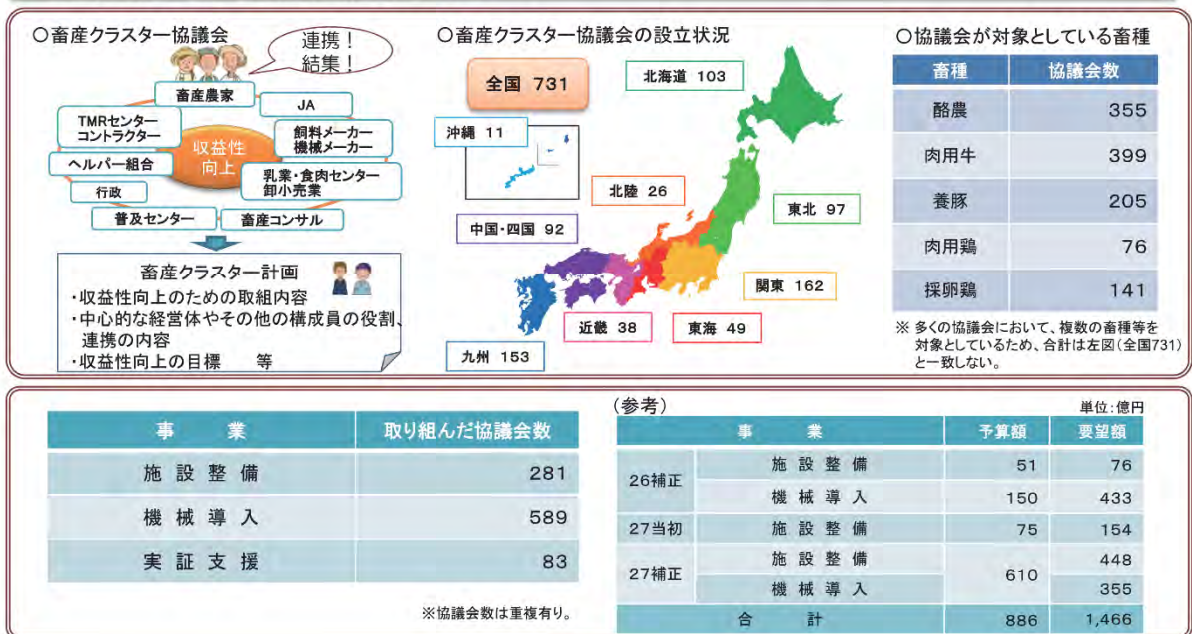 〇畜産クラスター協議会
連携!
結集!
畜産農家
JA
TMRセンター
コントラクター
飼料メーカー
機械メーカー
収益性
向上
ヘルパー組合
乳業・食肉センター
卸小売業
行政
普及センター
畜産コンサル
畜産クラスター計画
・収益性向上のための取組内容
・中心的な経営体やその他の構成員の役割、
連携の内容
・収益性向上の目標 等
〇畜産クラスター協議会の設立状況
全国 731
北海道 103
沖縄 11
北陸 26
東北 97
中国・四国 92
関東 162
近畿 38
東海 49
九州 153
〇協議会が対象としている畜種
畜種 協議会数
酪農 355
肉用牛 399
養豚 205
肉用鶏 76
採卵鶏 141
※ 多くの協議会において、複数の畜種等を
対象としているため、合計は左図(全国731)
と一致しない。
事 業 取り組んだ協議会数
施 設 整 備 281
機 械 導 入 589
実 証 支 援 83
※協議会数は重複有り。
(参考)
単位:億円
事 業 予算額 要望額
26補正 施 設 整 備 51 76
機 械 導 入 150 433
27当初 施 設 整 備 75 154
27補正 施 設 整 備 610 448
機 械 導 入 355
合 計 886 1,466